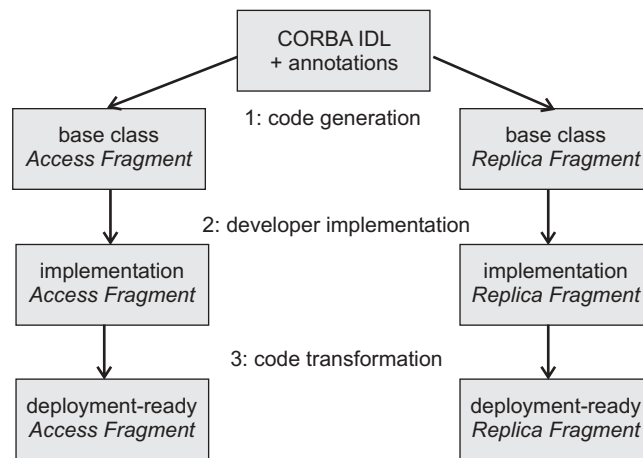 CORBA IDL
+ annotations
1: code generation
base class
Access Fragment
base class
Replica Fragment
2: developer implementation
implementation
Access Fragment
implementation
Replica Fragment
3: code transformation
deployment-ready
Access Fragment
deployment-ready
Replica Fragment